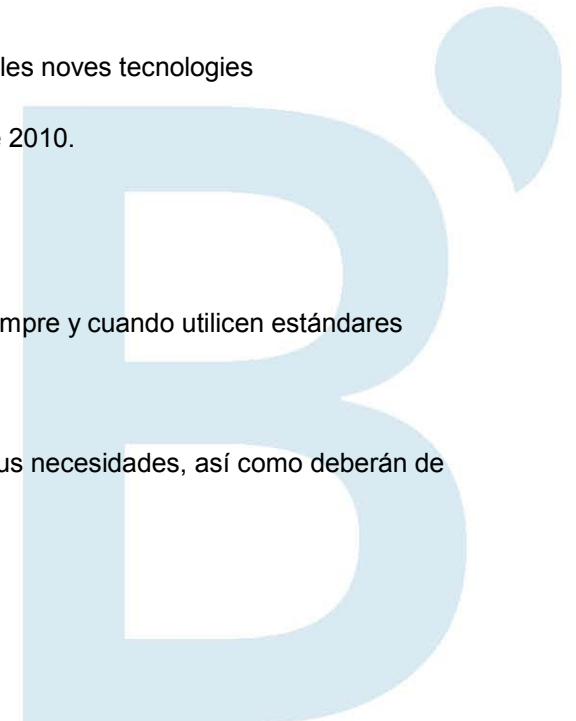 les noves tecnologies
2010.
mpre y cuando utilicen estándares
us necesidades, así como deberán de
B’